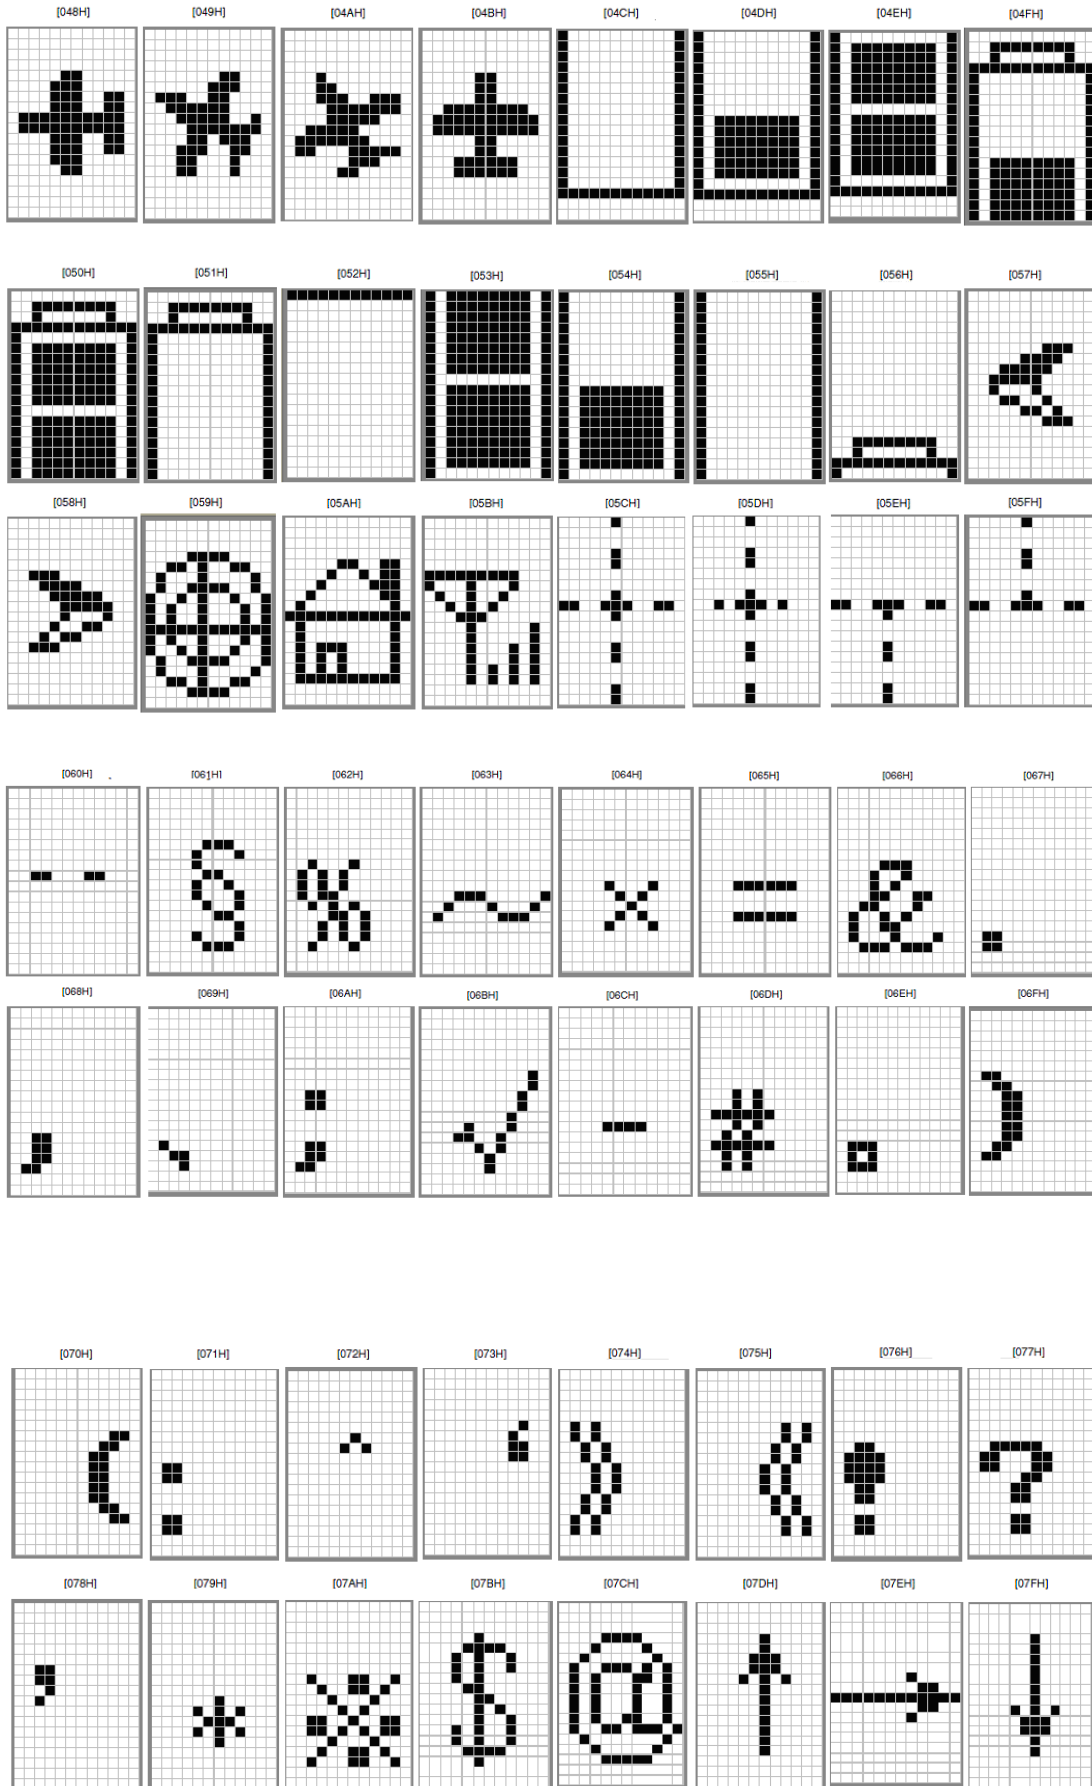 [048H] [049H] [04AH] [04BH] [04CH] [04DH] [04EH] [04FH]
[050H] [051H] [052H] [053H] [054H] [055H] [056H] [057H]
[058H] [059H] [05AH] [05BH] [05CH] [05DH] [05EH] [05FH]
[060H] [061H] [062H] [063H] [064H] [065H] [066H] [067H]
§ % ~ × = & .
[068H] [069H] [06AH] [06BH] [06CH] [06DH] [06EH] [06FH]
, ; √ - # )
[070H] [071H] [072H] [073H] [074H] [075H] [076H] [077H]
( : ^ ‘ ⟫ ⟪ ! ?
[078H] [079H] [07AH] [07BH] [07CH] [07DH] [07EH] [07FH]
’ * ※ $ @ ↑ → ↓